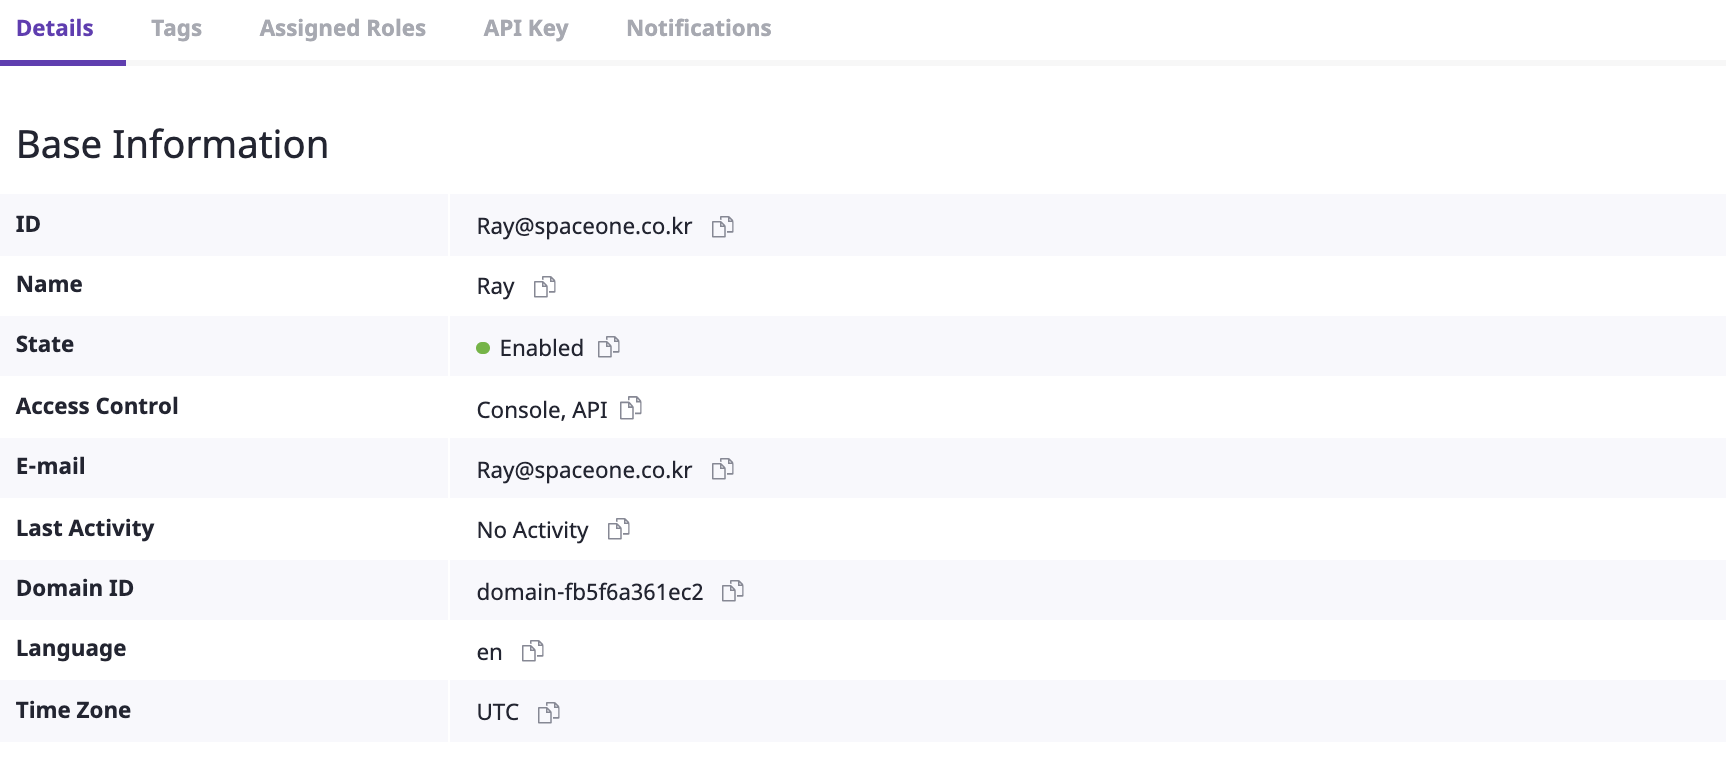 Details Tags Assigned Roles API Key Notifications
Base Information
ID Ray@spaceone.co.kr
Name Ray
State Enabled
Access Control Console, API
E-mail Ray@spaceone.co.kr
Last Activity No Activity
Domain ID domain-fb5f6a361ec2
Language en
Time Zone UTC